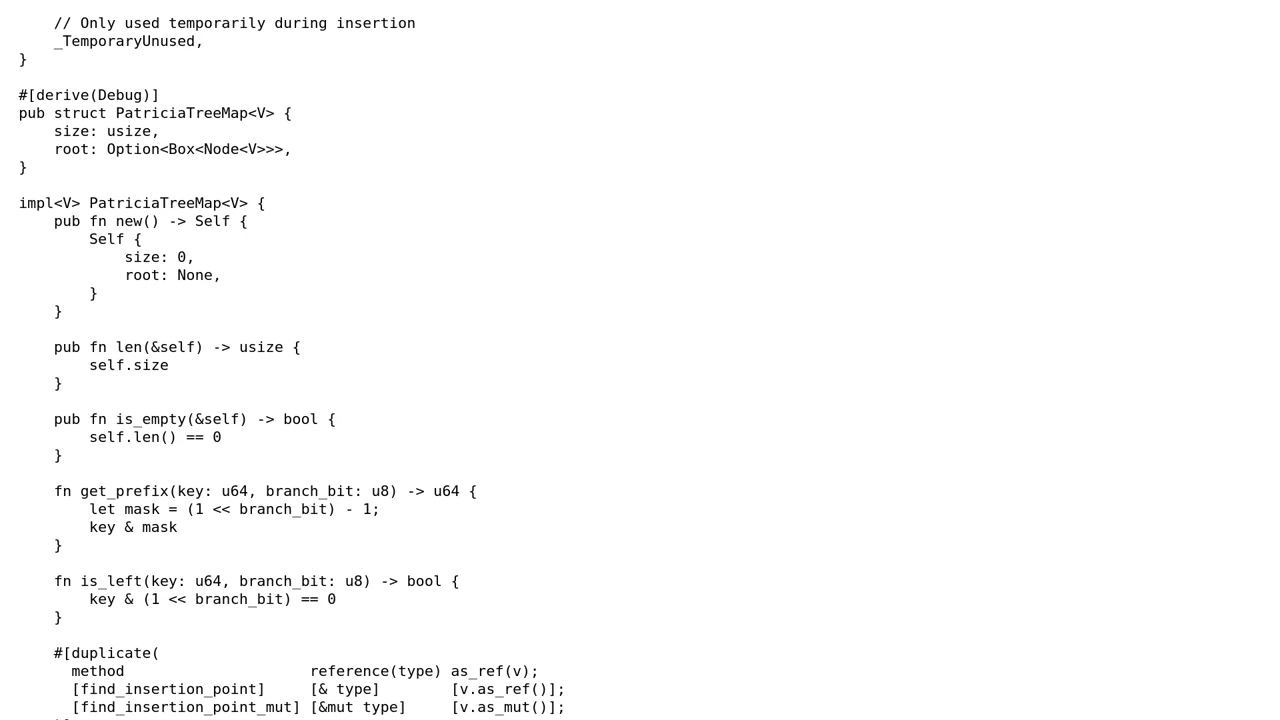 // Only used temporarily during insertion
    _TemporaryUnused,
}

#[derive(Debug)]
pub struct PatriciaTreeMap<V> {
    size: usize,
    root: Option<Box<Node<V>>>,
}

impl<V> PatriciaTreeMap<V> {
    pub fn new() -> Self {
        Self {
            size: 0,
            root: None,
        }
    }

    pub fn len(&self) -> usize {
        self.size
    }

    pub fn is_empty(&self) -> bool {
        self.len() == 0
    }

    fn get_prefix(key: u64, branch_bit: u8) -> u64 {
        let mask = (1 << branch_bit) - 1;
        key & mask
    }

    fn is_left(key: u64, branch_bit: u8) -> bool {
        key & (1 << branch_bit) == 0
    }

    #[duplicate(
      method                     reference(type) as_ref(v);
      [find_insertion_point]     [& type]        [v.as_ref()];
      [find_insertion_point_mut] [&mut type]     [v.as_mut()];